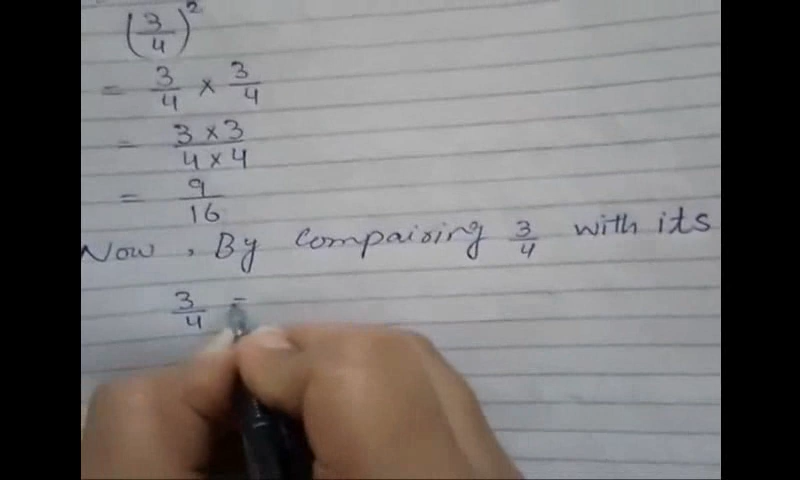 (3/4)²
= 3/4 × 3/4
= 3×3/4×4
= 9/16
Now, By compairing 3/4 with its
3/4 =